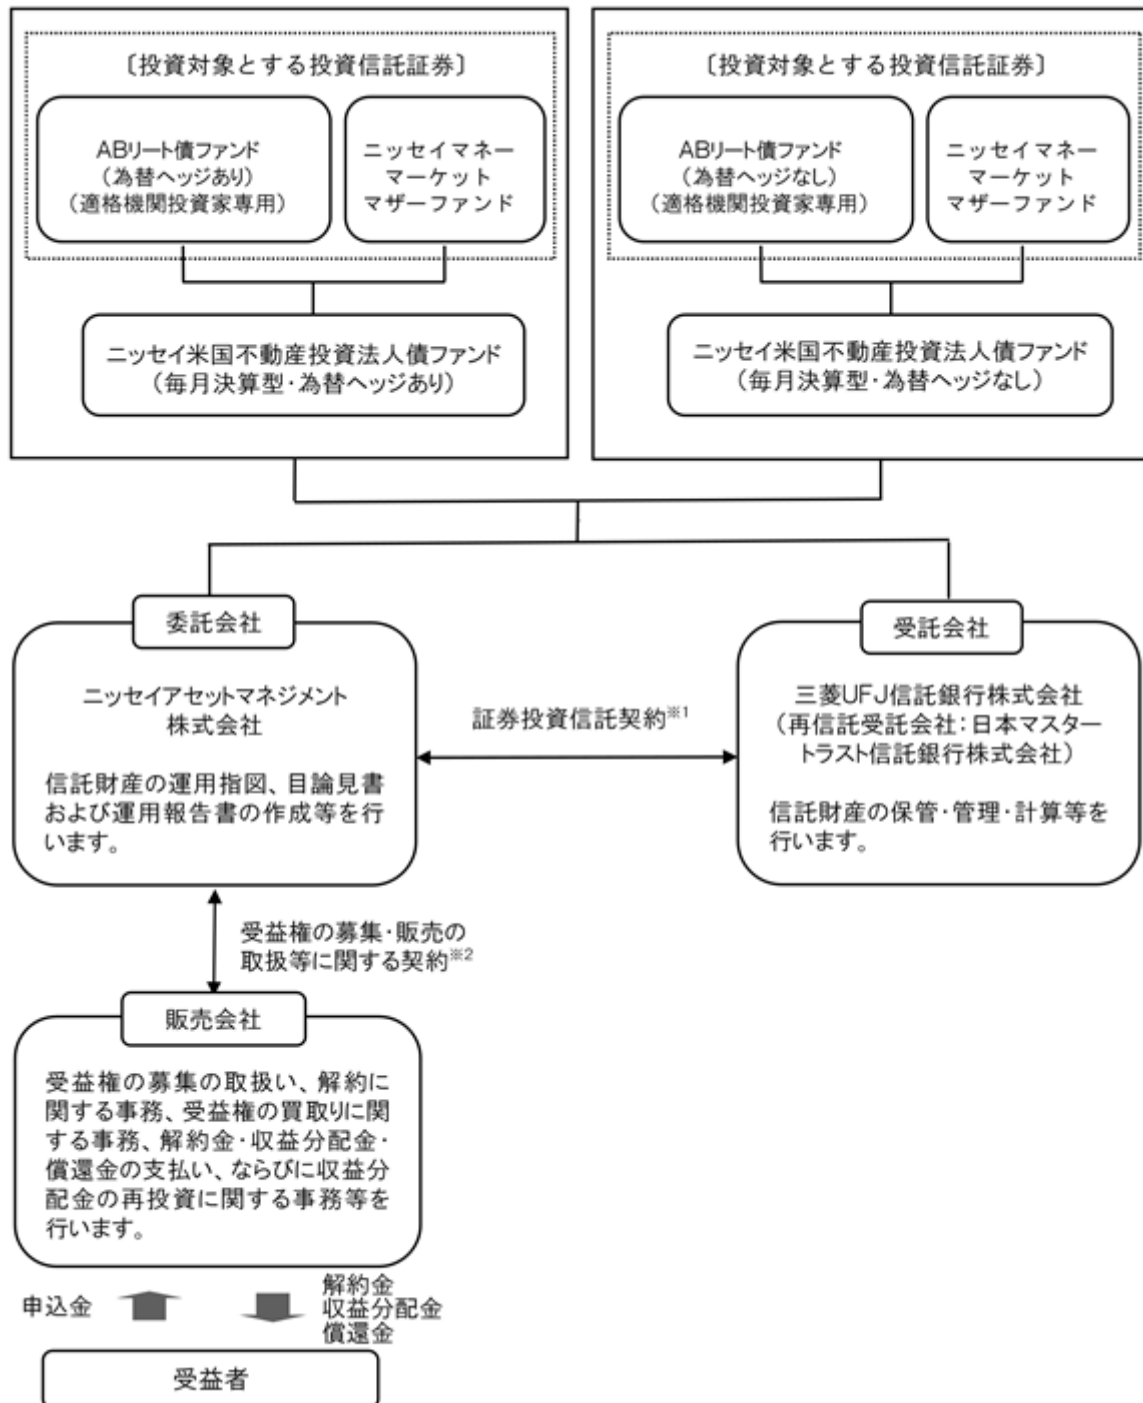 〔投資対象とする投資信託証券〕
ABリート債ファンド
(為替ヘッジあり)
(適格機関投資家専用)
ニッセイマネー
マーケット
マザーファンド
ニッセイ米国不動産投資法人債ファンド
(毎月決算型・為替ヘッジあり)
〔投資対象とする投資信託証券〕
ABリート債ファンド
(為替ヘッジなし)
(適格機関投資家専用)
ニッセイマネー
マーケット
マザーファンド
ニッセイ米国不動産投資法人債ファンド
(毎月決算型・為替ヘッジなし)
委託会社
ニッセイアセットマネジメント
株式会社
信託財産の運用指図、目論見書
および運用報告書の作成等を行
います。
証券投資信託契約※1
受託会社
三菱UFJ信託銀行株式会社
(再信託受託会社:日本マスター
トラスト信託銀行株式会社)
信託財産の保管・管理・計算等を
行います。
受益権の募集・販売の
取扱等に関する契約※2
販売会社
受益権の募集の取扱い、解約に
関する事務、受益権の買取りに関
する事務、解約金・収益分配金・
償還金の支払い、ならびに収益分
配金の再投資に関する事務等を
行います。
申込金
解約金
収益分配金
償還金
受益者